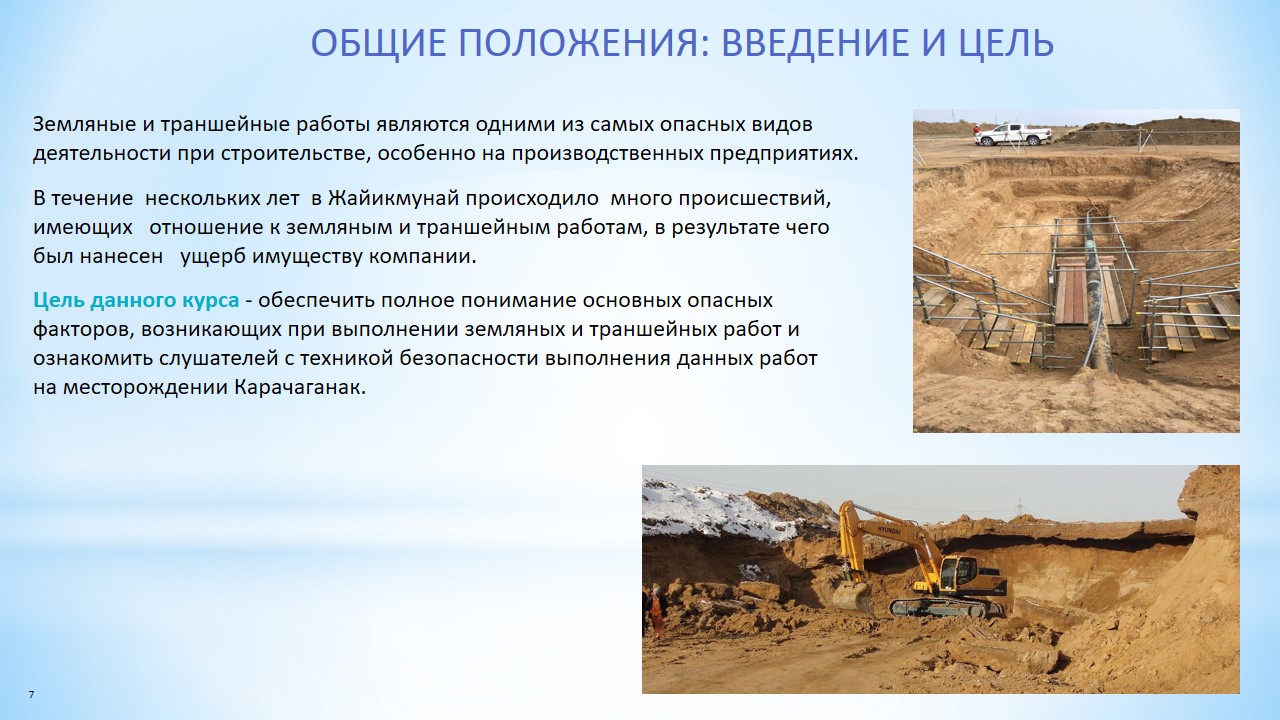 ОБЩИЕ ПОЛОЖЕНИЯ: ВВЕДЕНИЕ И ЦЕЛЬ
Земляные и траншейные работы являются одними из самых опасных видов
деятельности при строительстве, особенно на производственных предприятиях.
В течение нескольких лет в Жайикмунай происходило много происшествий,
имеющих отношение к земляным и траншейным работам, в результате чего
был нанесен ущерб имуществу компании.
Цель данного курса - обеспечить полное понимание основных опасных
факторов, возникающих при выполнении земляных и траншейных работ и
ознакомить слушателей с техникой безопасности выполнения данных работ
на месторождении Карачаганак.
HYUNDAI
7